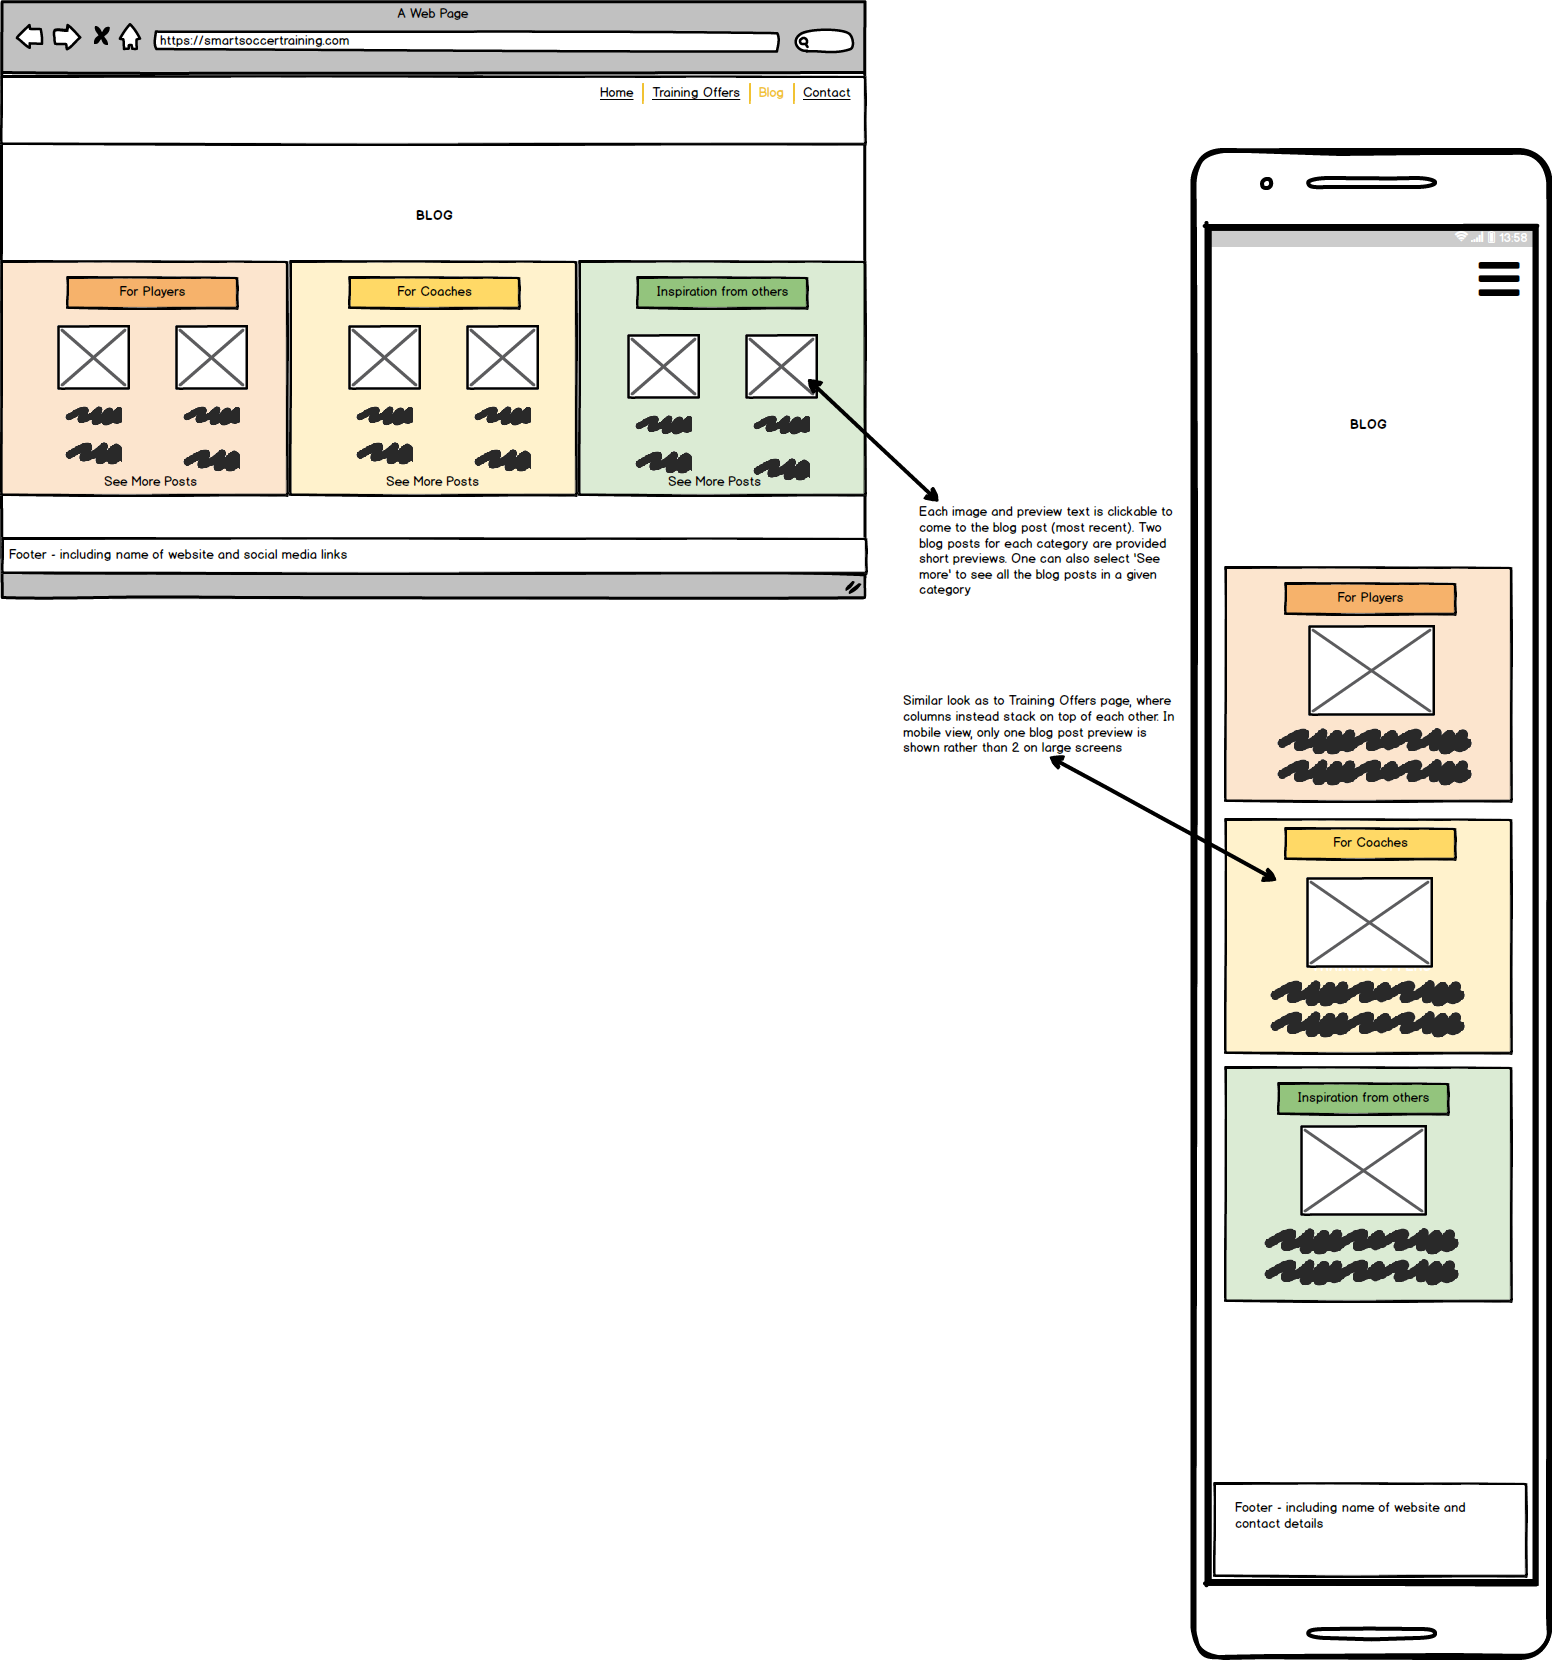 A Web Page
https://smartsoccertraining.com
Home Training Offers Blog Contact
BLOG
For Players For Coaches Inspiration from others
See More Posts See More Posts See More Posts
Footer - including name of website and social media links
Each image and preview text is clickable to
come to the blog post (most recent). Two
blog posts for each category are provided
short previews. One can also select 'See
more' to see all the blog posts in a given
category
Similar look as to Training Offers page, where
columns instead stack on top of each other. In
mobile view, only one blog post preview is
shown rather than 2 on large screens
13:58
BLOG
For Players
For Coaches
Inspiration from others
Footer - including name of website and
contact details